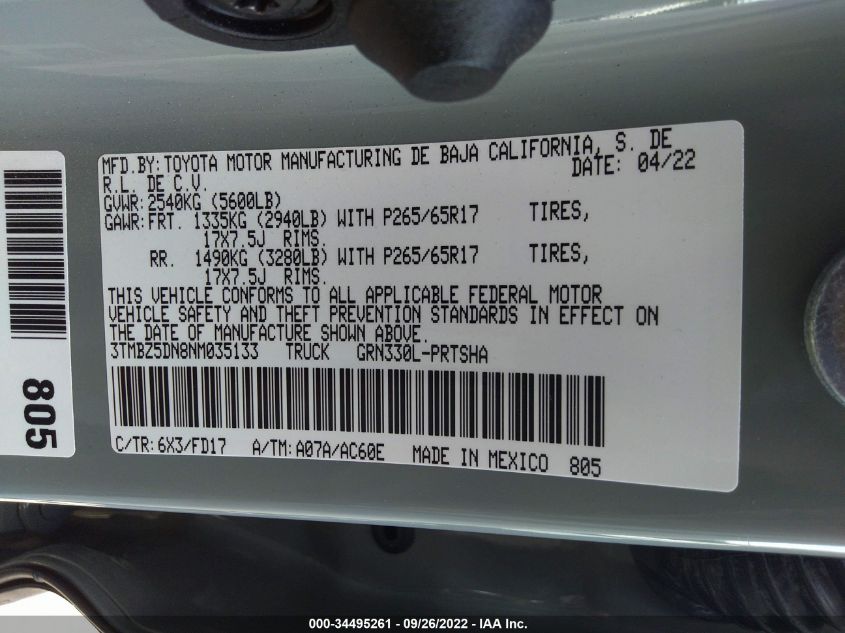 MFD.BY:TOYOTA MOTOR MANUFACTURING DE BAJA CALIFORNIA, S. DE
R.L. DE C.V. DATE: 04/22
GVWR:2540KG (5600LB)
GAWR:FRT. 1335KG (2940LB) WITH P265/65R17 TIRES,
17X7.5J RIMS.
RR. 1490KG (3280LB) WITH P265/65R17 TIRES,
17X7.5J RIMS.
THIS VEHICLE CONFORMS TO ALL APPLICABLE FEDERAL MOTOR
VEHICLE SAFETY AND THEFT PREVENTION STANDARDS IN EFFECT ON
THE DATE OF MANUFACTURE SHOWN ABOVE.
3TMBZ5DN8NM035133 TRUCK GRN330L-PRTSHA
C/TR:6X3/FD17 A/TM:A07A/AC60E MADE IN MEXICO 805
805
000-34495261 - 09/26/2022 - IAA Inc.